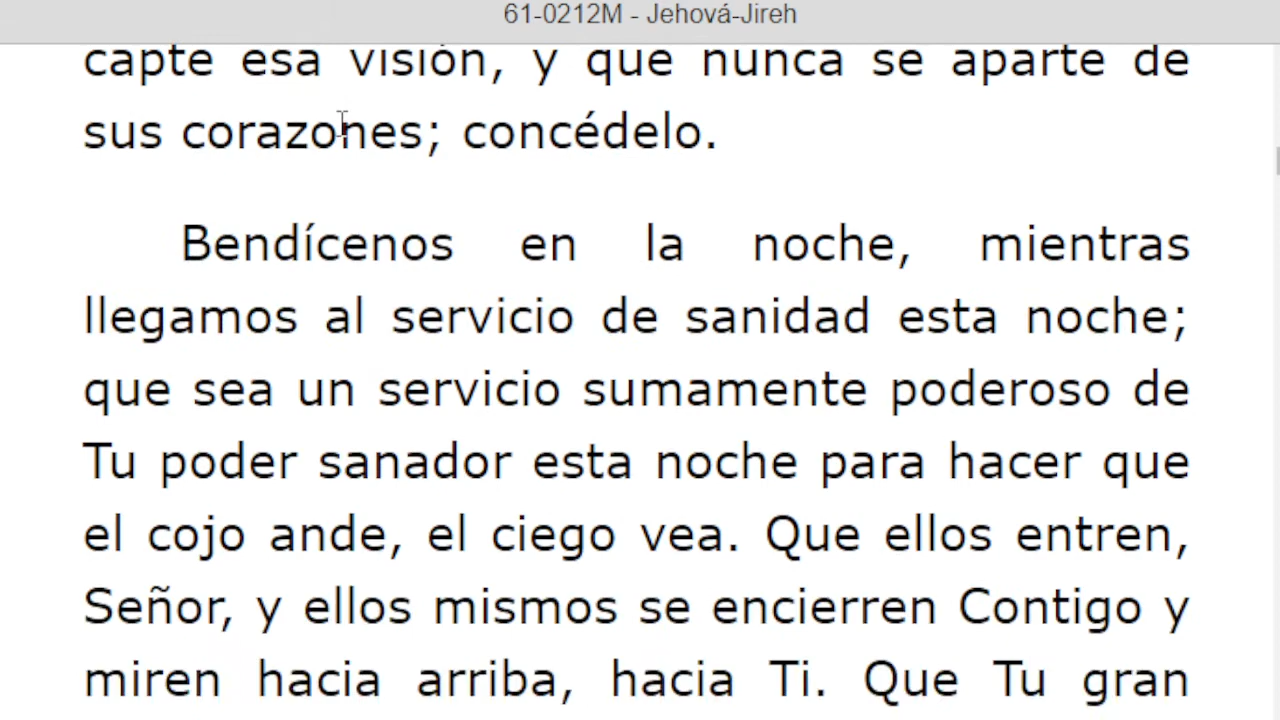 61-0212M - Jehová-Jireh
capte esa visión, y que nunca se aparte de
sus corazones; concédelo.
Bendícenos en la noche, mientras
llegamos al servicio de sanidad esta noche;
que sea un servicio sumamente poderoso de
Tu poder sanador esta noche para hacer que
el cojo ande, el ciego vea. Que ellos entren,
Señor, y ellos mismos se encierren Contigo y
miren hacia arriba, hacia Ti. Que Tu gran